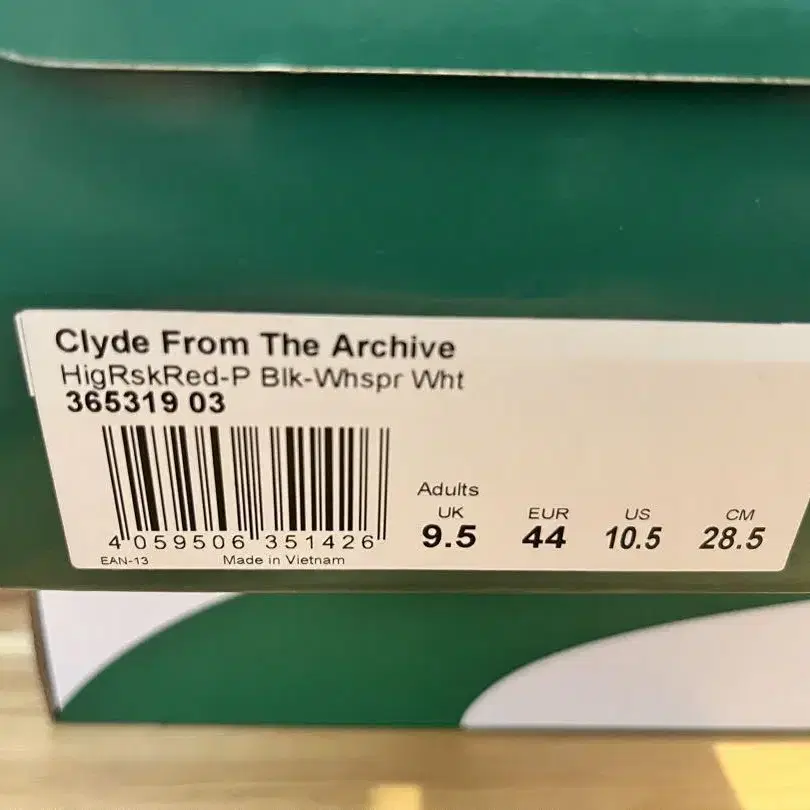 Clyde From The Archive
HigRskRed-P Blk-Whspr Wht
365319 03
4 059506 351426
EAN-13 Made in Vietnam
Adults
UK EUR US CM
9.5 44 10.5 28.5